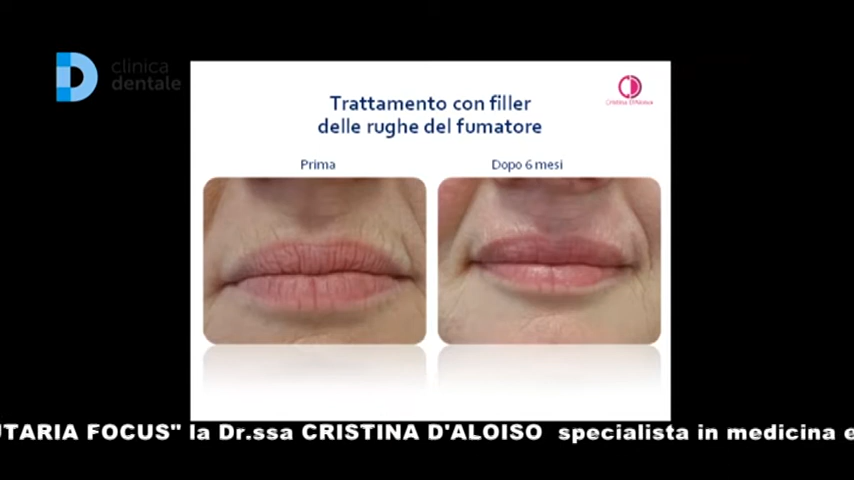 clinica
dentale
Trattamento con filler
delle rughe del fumatore
Cristina D'Aloiso
Prima
Dopo 6 mesi
UTARIA FOCUS" la Dr.ssa CRISTINA D'ALOISO specialista in medicina e